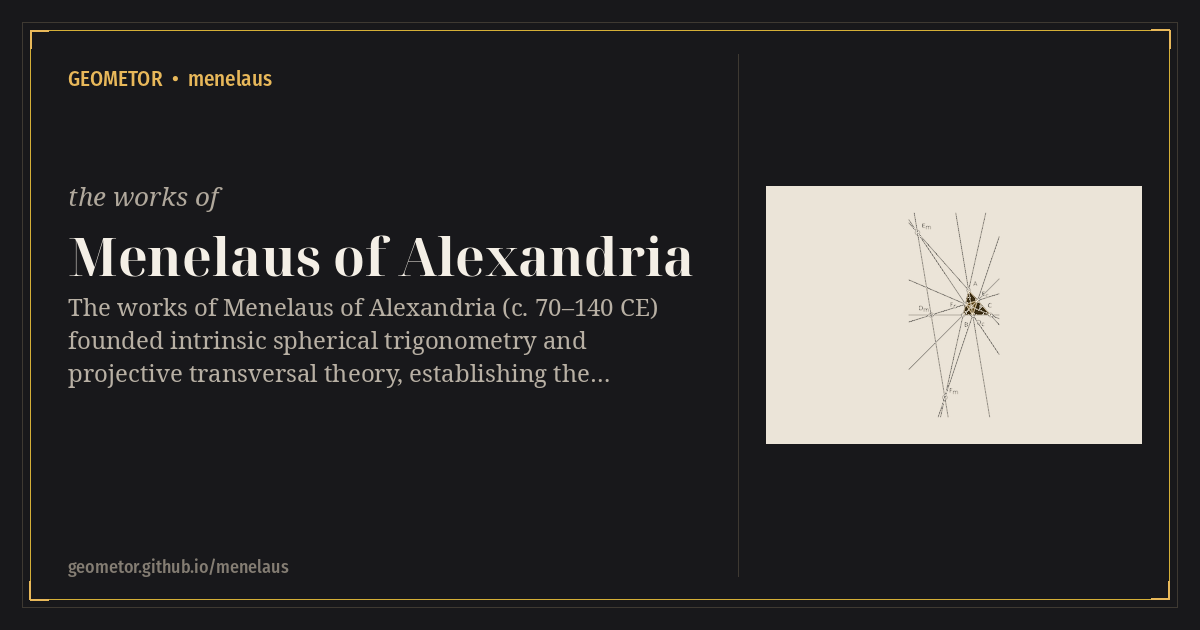 GEOMETOR • menelaus
the works of
Menelaus of Alexandria
The works of Menelaus of Alexandria (c. 70–140 CE)
founded intrinsic spherical trigonometry and
projective transversal theory, establishing the...
geometor.github.io/menelaus
A
B
C